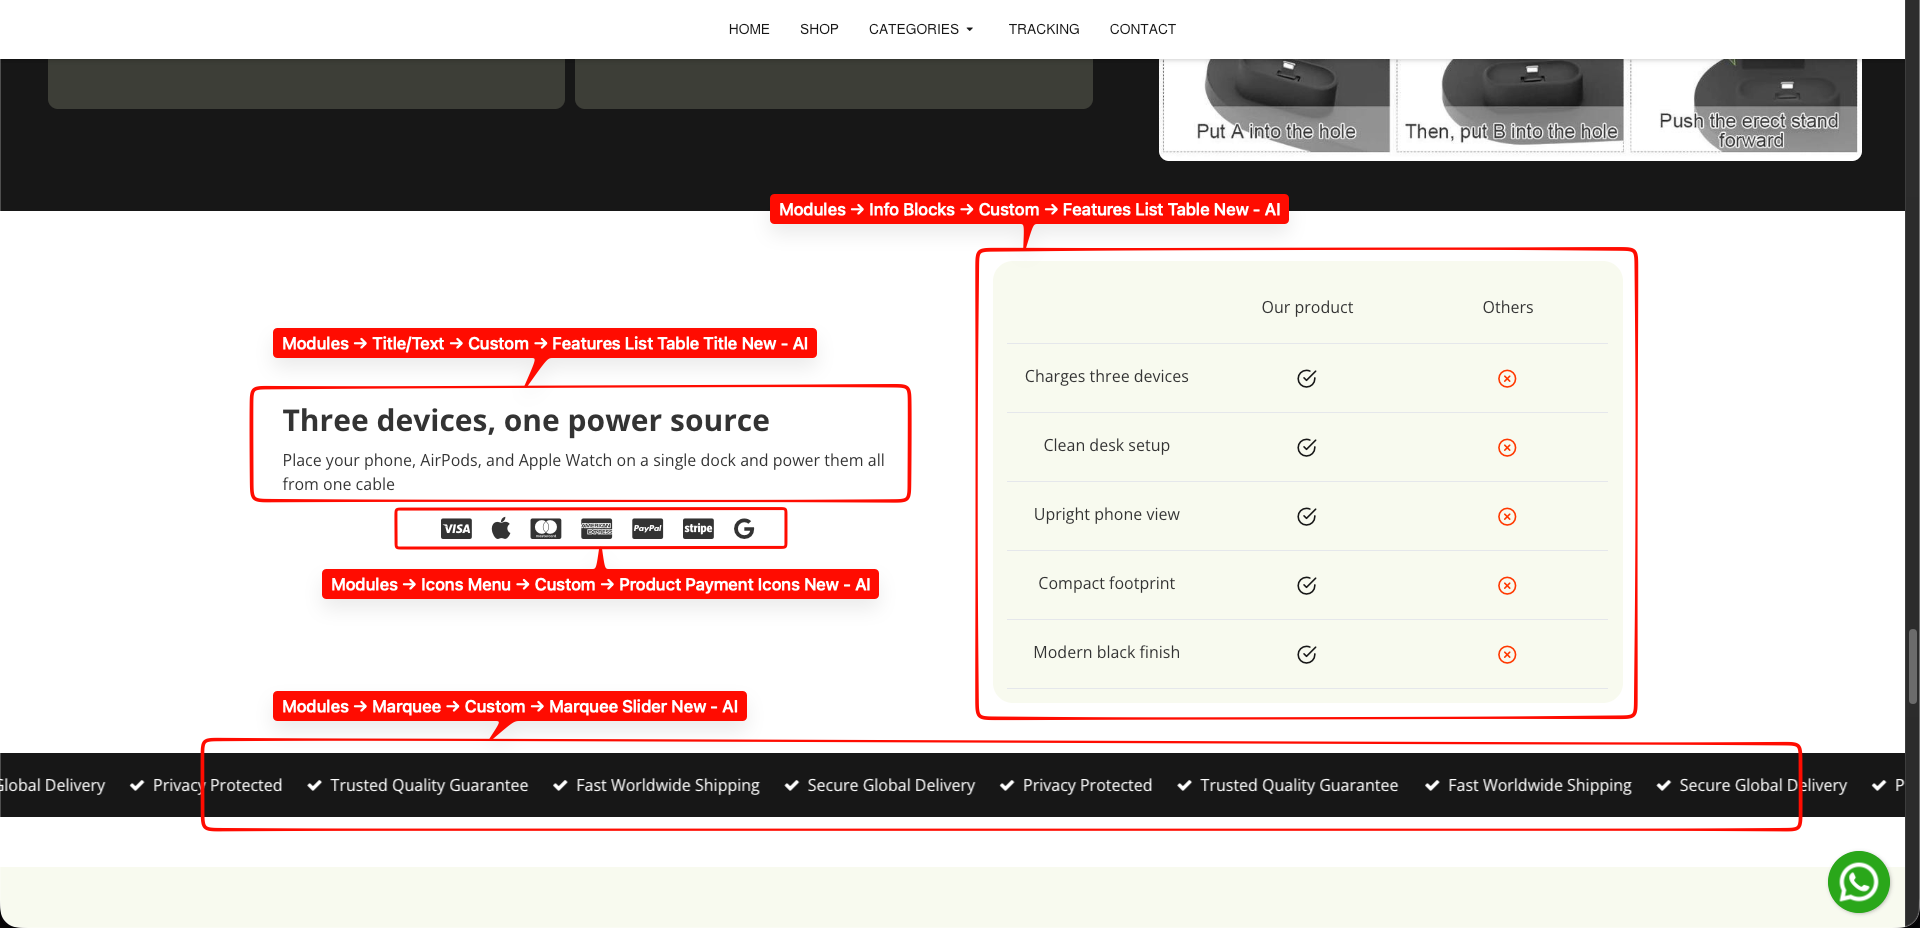 HOME SHOP CATEGORIES TRACKING CONTACT
Put A into the hole
Then, put B into the hole
Push the erect stand
forward
Modules → Info Blocks → Custom → Features List Table New - AI
Our product Others
Charges three devices
Clean desk setup
Upright phone view
Compact footprint
Modern black finish
Modules → Title/Text → Custom → Features List Table Title New - AI
Three devices, one power source
Place your phone, AirPods, and Apple Watch on a single dock and power them all
from one cable
VISA AMERICAN EXPRESS PayPal stripe G
Modules → Icons Menu → Custom → Product Payment Icons New - AI
Modules → Marquee → Custom → Marquee Slider New - AI
Global Delivery Privacy Protected Trusted Quality Guarantee Fast Worldwide Shipping Secure Global Delivery Privacy Protected Trusted Quality Guarantee Fast Worldwide Shipping Secure Global Delivery P